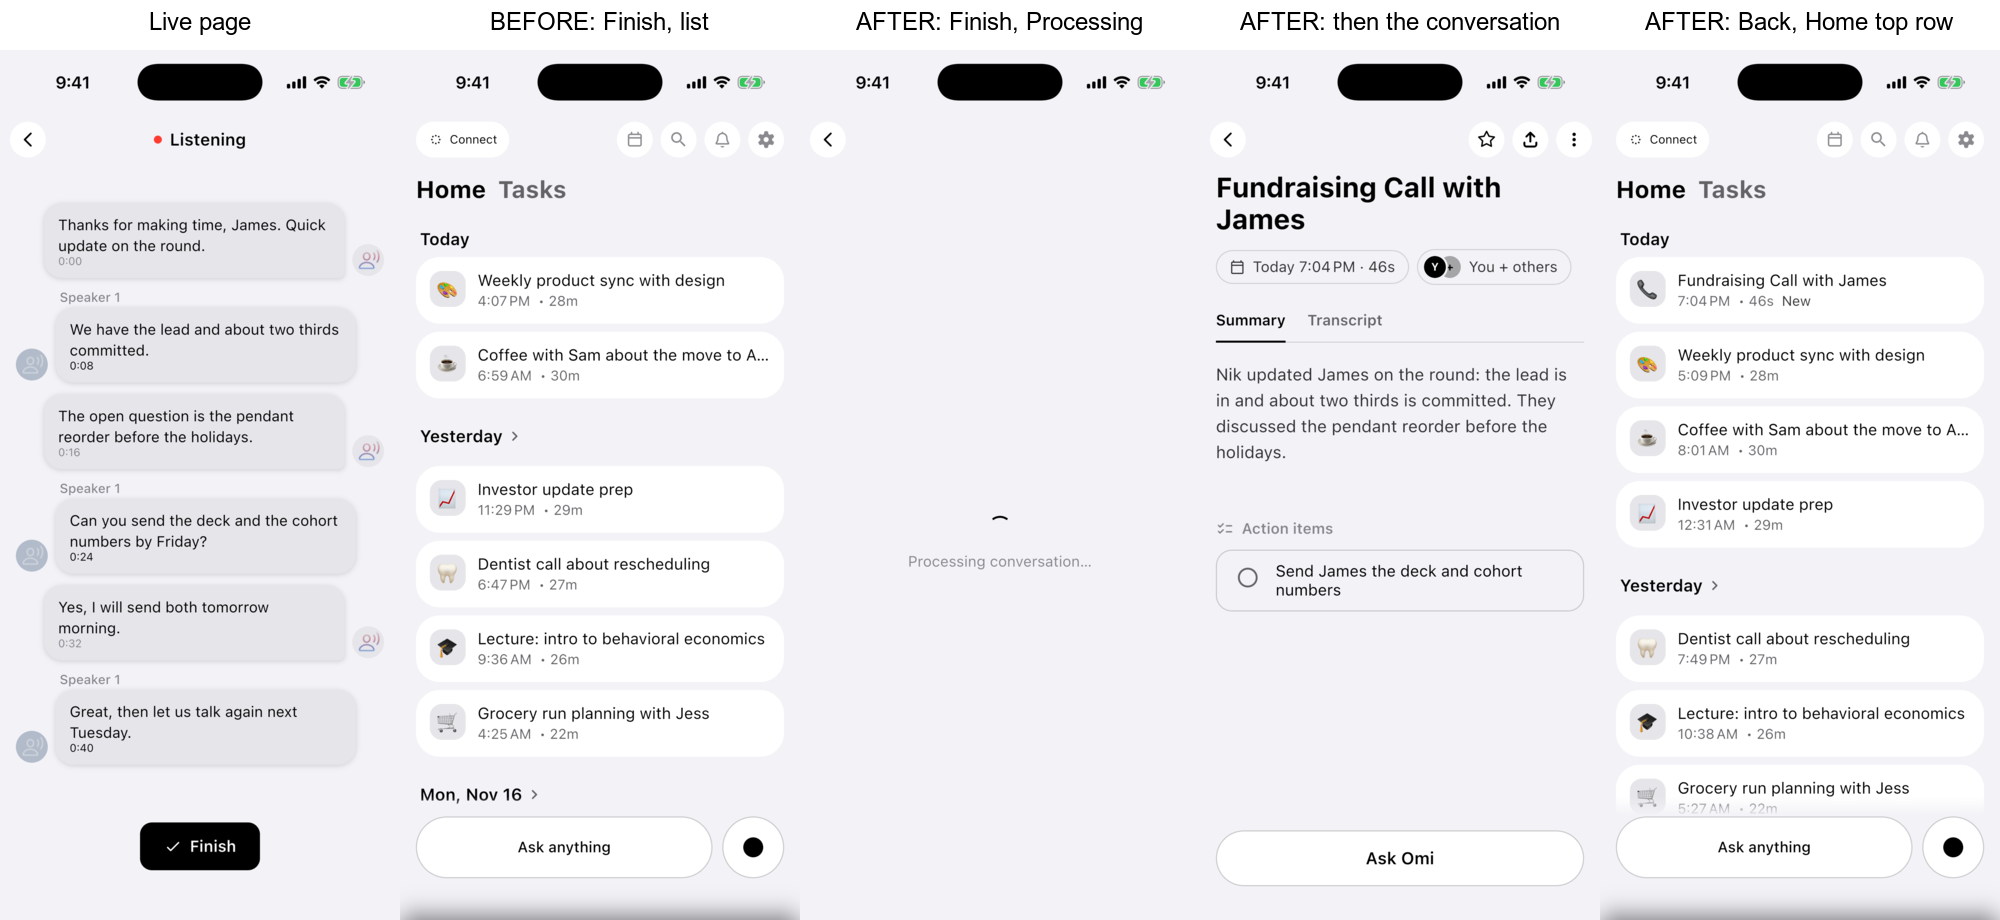 Live page
BEFORE: Finish, list
AFTER: Finish, Processing
AFTER: then the conversation
AFTER: Back, Home top row
9:41
Listening
Thanks for making time, James. Quick
update on the round.
0:00
Speaker 1
We have the lead and about two thirds
committed.
0:08
The open question is the pendant
reorder before the holidays.
0:16
Speaker 1
Can you send the deck and the cohort
numbers by Friday?
0:24
Yes, I will send both tomorrow
morning.
0:32
Speaker 1
Great, then let us talk again next
Tuesday.
0:40
Finish
9:41
Connect
Home Tasks
Today
Weekly product sync with design
4:07 PM • 28m
Coffee with Sam about the move to A...
6:59 AM • 30m
Yesterday
Investor update prep
11:29 PM • 29m
Dentist call about rescheduling
6:47 PM • 27m
Lecture: intro to behavioral economics
9:36 AM • 26m
Grocery run planning with Jess
4:25 AM • 22m
Mon, Nov 16
Ask anything
9:41
Processing conversation...
9:41
Fundraising Call with
James
Today 7:04 PM · 46s
Y
+
You + others
Summary Transcript
Nik updated James on the round: the lead is
in and about two thirds is committed. They
discussed the pendant reorder before the
holidays.
Action items
Send James the deck and cohort
numbers
Ask Omi
9:41
Connect
Home Tasks
Today
Fundraising Call with James
7:04 PM • 46s New
Weekly product sync with design
5:09 PM • 28m
Coffee with Sam about the move to A...
8:01 AM • 30m
Investor update prep
12:31 AM • 29m
Yesterday
Dentist call about rescheduling
7:49 PM • 27m
Lecture: intro to behavioral economics
10:38 AM • 26m
Grocery run planning with Jess
5:27 AM • 22m
Ask anything